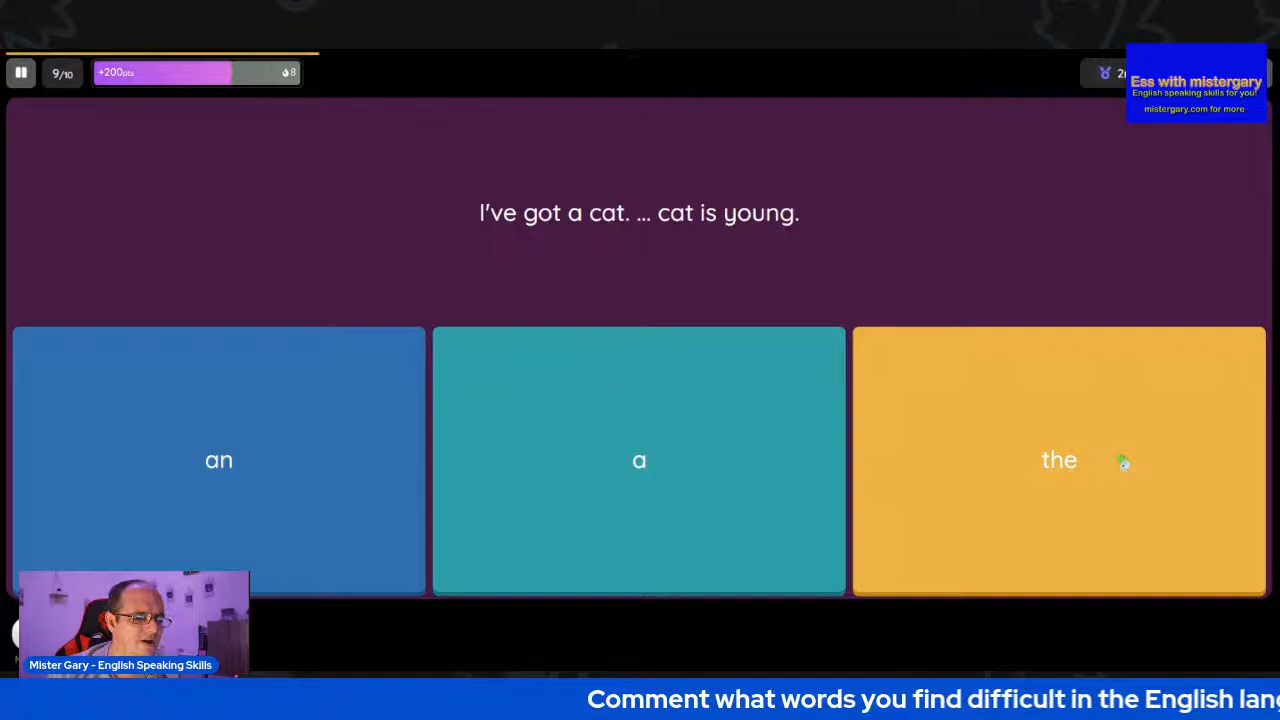 9/10
+200pts
8
Ess with mistergary
English speaking skills for you!
mistergary.com for more
I've got a cat. ... cat is young.
an
a
the
Mister Gary - English Speaking Skills
Comment what words you find difficult in the English